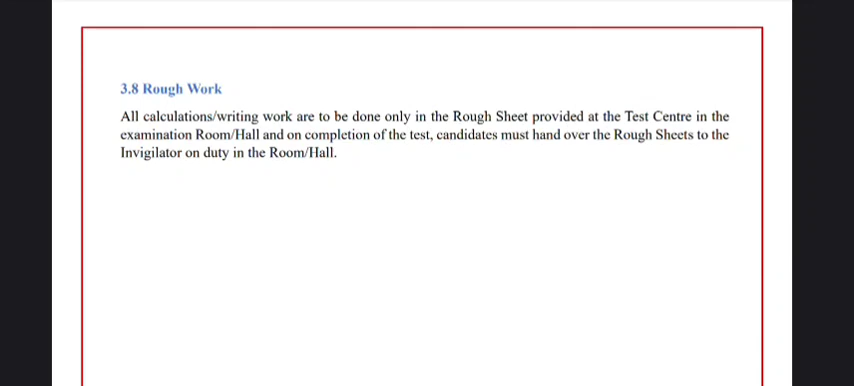 3.8 Rough Work
All calculations/writing work are to be done only in the Rough Sheet provided at the Test Centre in the
examination Room/Hall and on completion of the test, candidates must hand over the Rough Sheets to the
Invigilator on duty in the Room/Hall.